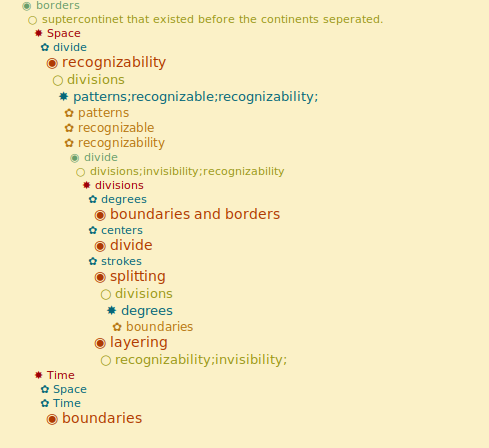 borders
suptercontinet that existed before the continents seperated.
Space
divide
recognizability
divisions
patterns;recognizable;recognizability;
patterns
recognizable
recognizability
divide
divisions;invisibility;recognizability
divisions
degrees
boundaries and borders
centers
divide
strokes
splitting
divisions
degrees
boundaries
layering
recognizability;invisibility;
Time
Space
Time
boundaries